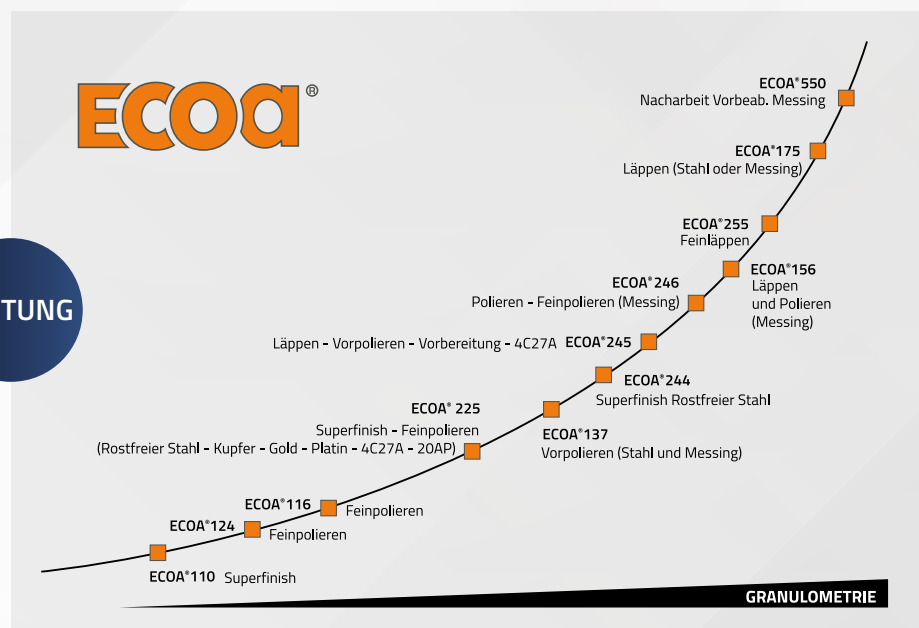 ECOA®
ECOA®550
Nacharbeit Vorbeab. Messing
ECOA®175
Läppen (Stahl oder Messing)
ECOA®255
Feinläppen
ECOA®156
Läppen
und Polieren
(Messing)
ECOA®246
Polieren - Feinpolieren (Messing)
TUNG
Läppen - Vorpolieren - Vorbereitung - 4C27A ECOA®245
ECOA®244
Superfinish Rostfreier Stahl
ECOA® 225
Superfinish - Feinpolieren
(Rostfreier Stahl - Kupfer - Gold - Platin - 4C27A - 20AP)
ECOA®137
Vorpolieren (Stahl und Messing)
ECOA®116
Feinpolieren
ECOA®124
Feinpolieren
ECOA®110 Superfinish
GRANULOMETRIE